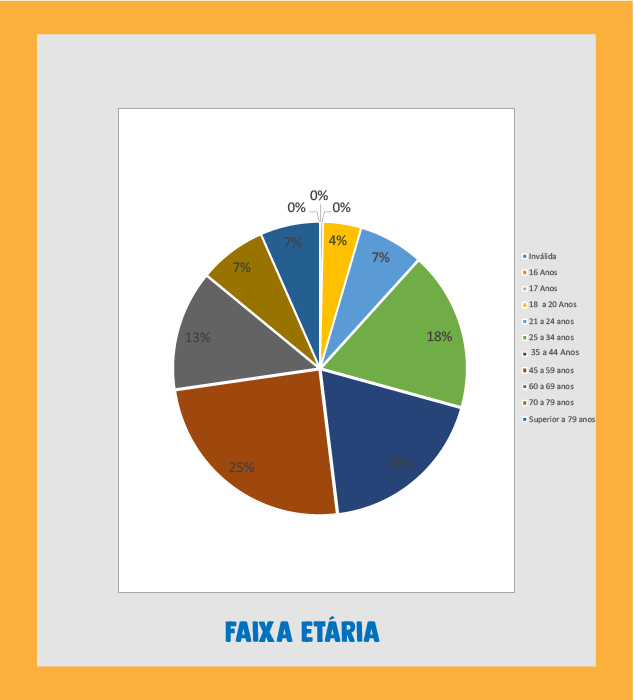 0%
0%
0%
4%
7%
7%
7%
18%
13%
25%
Inválida
16 Anos
17 Anos
18 a 20 Anos
21 a 24 anos
25 a 34 anos
35 a 44 Anos
45 a 59 anos
60 a 69 anos
70 a 79 anos
Superior a 79 anos
FAIXA ETÁRIA